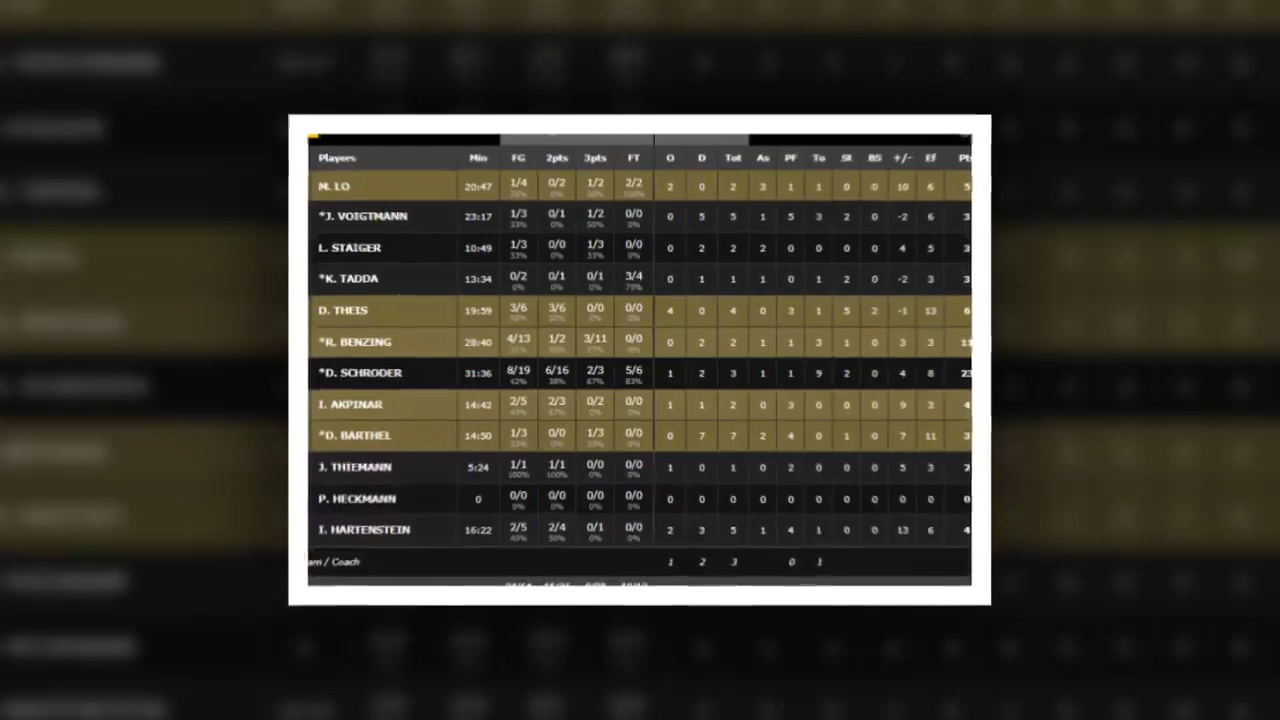 Players Min FG 2pts 3pts FT O D Tot As PF To St BS +/- Ef Pts
M. LO 20:47 1/4 0/2 1/2 2/2 2 0 2 3 1 1 0 0 10 6 5
0% 50% 100%
*J. VOIGTMANN 23:17 1/3 0/1 1/2 0/0 0 5 5 1 5 3 2 0 -2 6 3
33% 0% 50% 0%
L. STAIGER 10:49 1/3 0/0 1/3 0/0 0 2 2 2 0 0 0 0 4 5 3
33% 0% 33% 0%
*K. TADDA 13:34 0/2 0/1 0/1 3/4 0 1 1 1 0 1 2 0 -2 3 3
0% 0% 0% 75%
D. THEIS 19:59 3/6 3/6 0/0 0/0 4 0 4 0 3 1 5 2 -1 13 6
50% 50% 0% 0%
*R. BENZING 28:40 4/13 1/2 3/11 0/0 0 2 2 1 1 3 1 0 3 3 11
27% 0%
*D. SCHRODER 31:36 8/19 6/16 2/3 5/6 1 2 3 1 1 9 2 0 4 8 23
42% 38% 67% 83%
I. AKPINAR 14:42 2/5 2/3 0/2 0/0 1 1 2 0 3 0 0 0 9 3 4
40% 67% 0% 0%
*D. BARTHEL 14:50 1/3 0/0 1/3 0/0 0 7 7 2 4 0 1 0 7 11 3
33% 0% 33% 0%
J. THIEMANN 5:24 1/1 1/1 0/0 0/0 1 0 1 0 2 0 0 0 5 3 2
100% 100% 0% 0%
P. HECKMANN 0 0/0 0/0 0/0 0/0 0 0 0 0 0 0 0 0 0 0 0
0% 0% 0% 0%
I. HARTENSTEIN 16:22 2/5 2/4 0/1 0/0 2 3 5 1 4 1 0 0 13 6 4
40% 50% 0% 0%
am / Coach 1 2 3 0 1